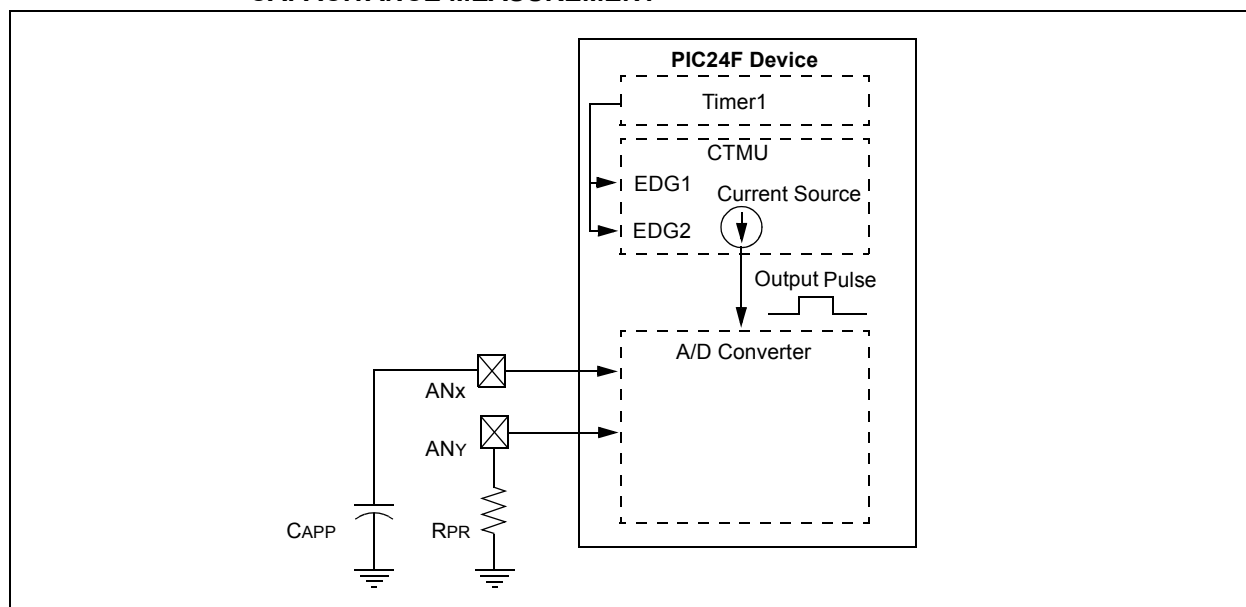 PIC24F Device
Timer1
CTMU
EDG1
Current Source
EDG2
Output Pulse
A/D Converter
ANX
ANY
CAPP
RPR